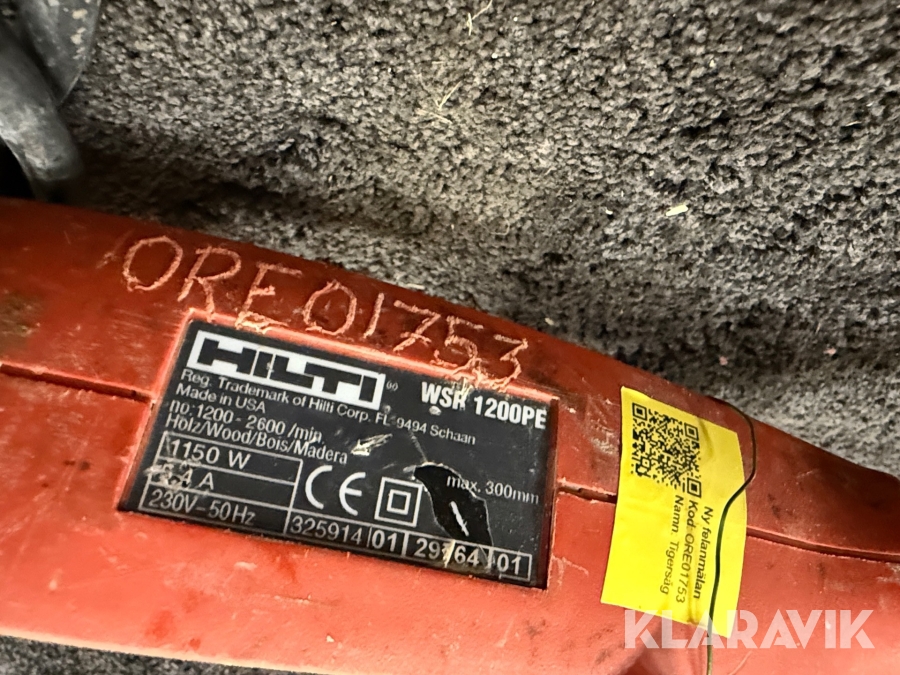 ORE01753
HILTI (R)
WSR 1200PE
Reg. Trademark of Hilti Corp. FL-9494 Schaan
Made in USA
no:1200 - 2600 /min
Holz/Wood/Bois/Madera
1150 W
A
230V~50Hz
CE
max. 300mm
325914 01 01
Ny felanmälan
Kod: ORE01753
Namn: Tigersåg
KLARAVIK